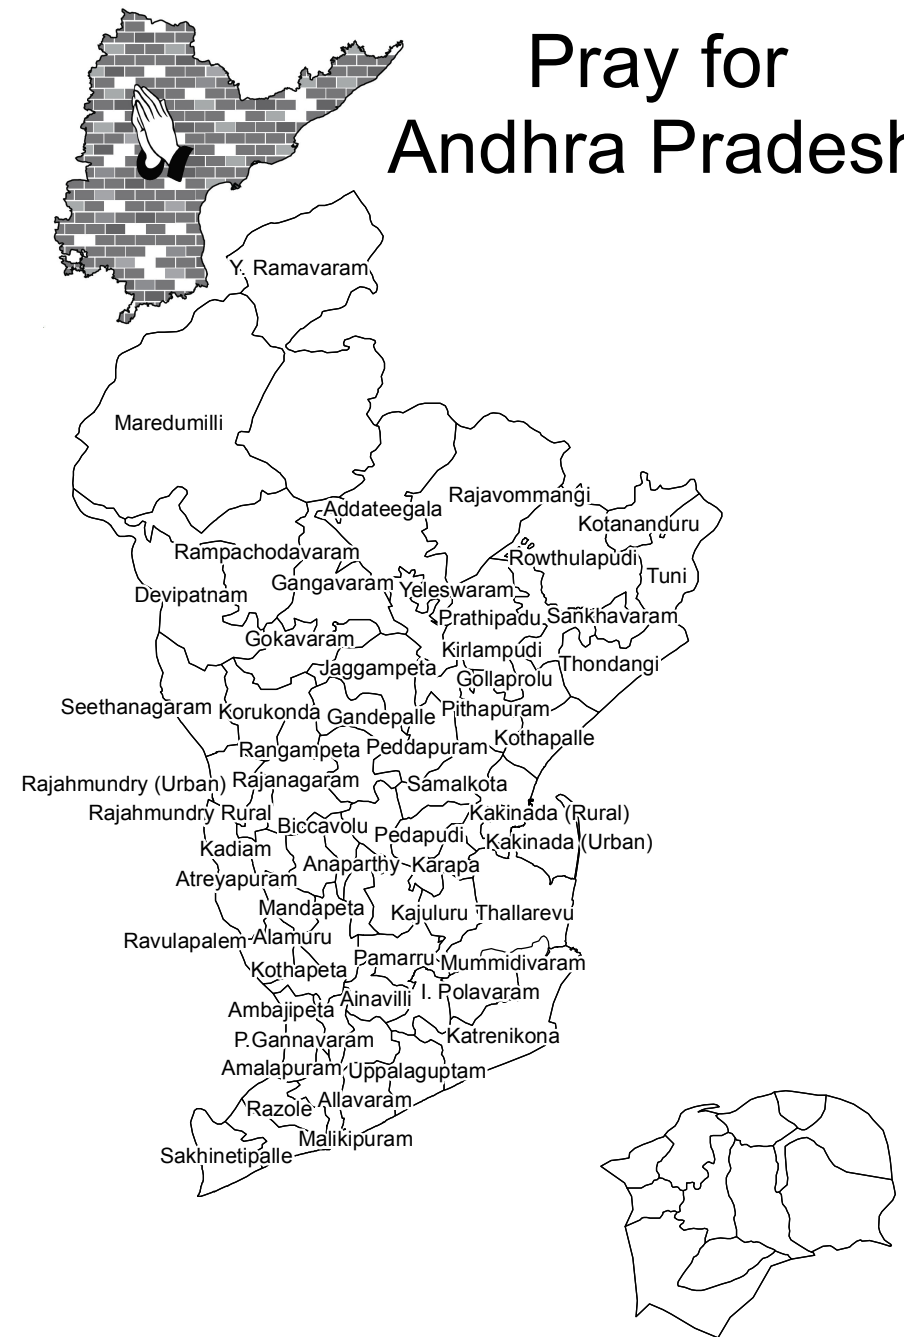 Pray for
Andhra Pradesh
Y. Ramavaram
Maredumilli
Addateegala
Rajavommangi
Kotananduru
Rampachodavaram
Rowthulapudi
Tuni
Devipatnam
Gangavaram
Yeleswaram
Prathipadu
Sankhavaram
Gokavaram
Kirlampudi
Jaggampeta
Thondangi
Gollaprolu
Seethanagaram
Korukonda
Gandepalle
Pithapuram
Rangampeta
Peddapuram
Kothapalle
Rajahmundry (Urban)
Rajanagaram
Samalkota
Rajahmundry Rural
Kakinada (Rural)
Biccavolu
Pedapudi
Kakinada (Urban)
Kadiam
Anaparthy
Karapa
Atreyapuram
Mandapeta
Kajuluru
Thallarevu
Ravulapalem
Alamuru
Pamarru
Mummidivaram
Kothapeta
Ainavilli
I. Polavaram
Ambajipeta
P.Gannavaram
Katrenikona
Amalapuram
Uppalaguptam
Razole
Allavaram
Malikipuram
Sakhinetipalle